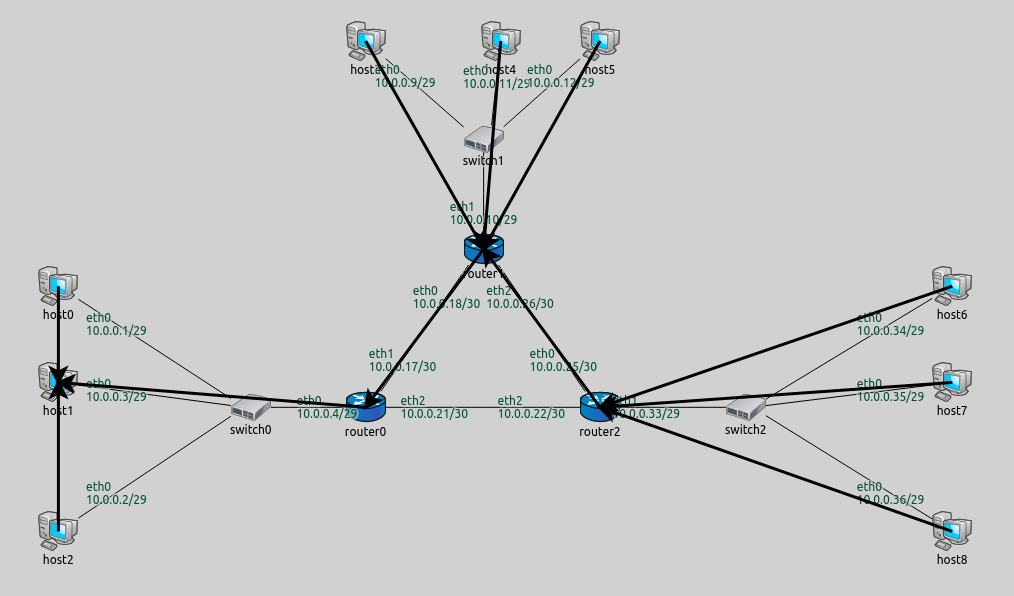 eth0
eth0
host4
eth0
host5
10.0.0.9/29
10.0.0.11/29
10.0.0.12/29
switch1
eth1
10.0.0.10/29
router1
eth0
10.0.0.18/30
eth2
10.0.0.26/30
host0
eth0
10.0.0.1/29
eth0
10.0.0.34/29
host6
eth1
10.0.0.17/30
eth0
10.0.0.25/30
host1
eth0
10.0.0.3/29
switch0
eth0
10.0.0.4/29
router0
eth2
10.0.0.21/30
eth2
10.0.0.22/30
router2
eth1
10.0.0.33/29
switch2
eth0
10.0.0.35/29
host7
eth0
10.0.0.2/29
host2
eth0
10.0.0.36/29
host8